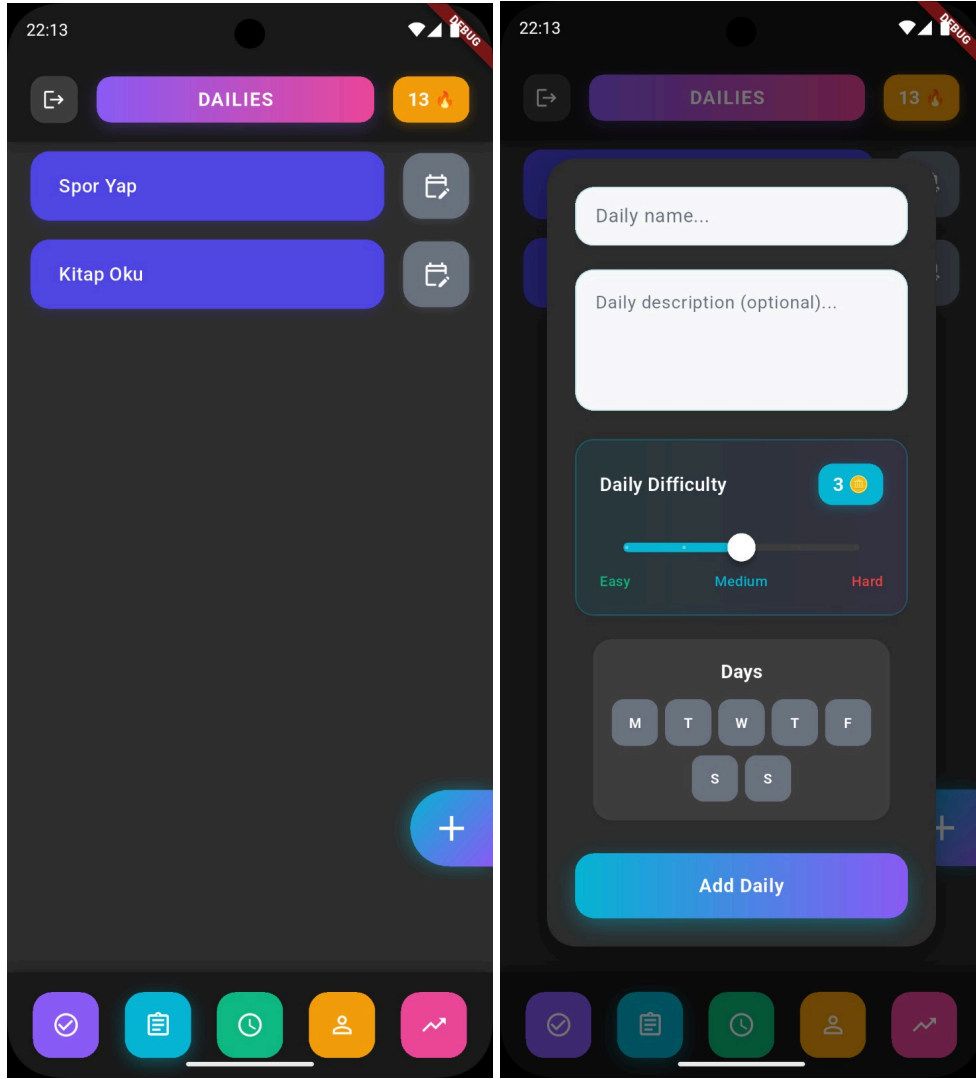 22:13
DEBUG
DAILIES
13 🔥
Spor Yap
Kitap Oku
22:13
DEBUG
DAILIES
13 🔥
Daily name...
Daily description (optional)...
Daily Difficulty
3 🪙
Easy Medium Hard
Days
M T W T F
S S
Add Daily